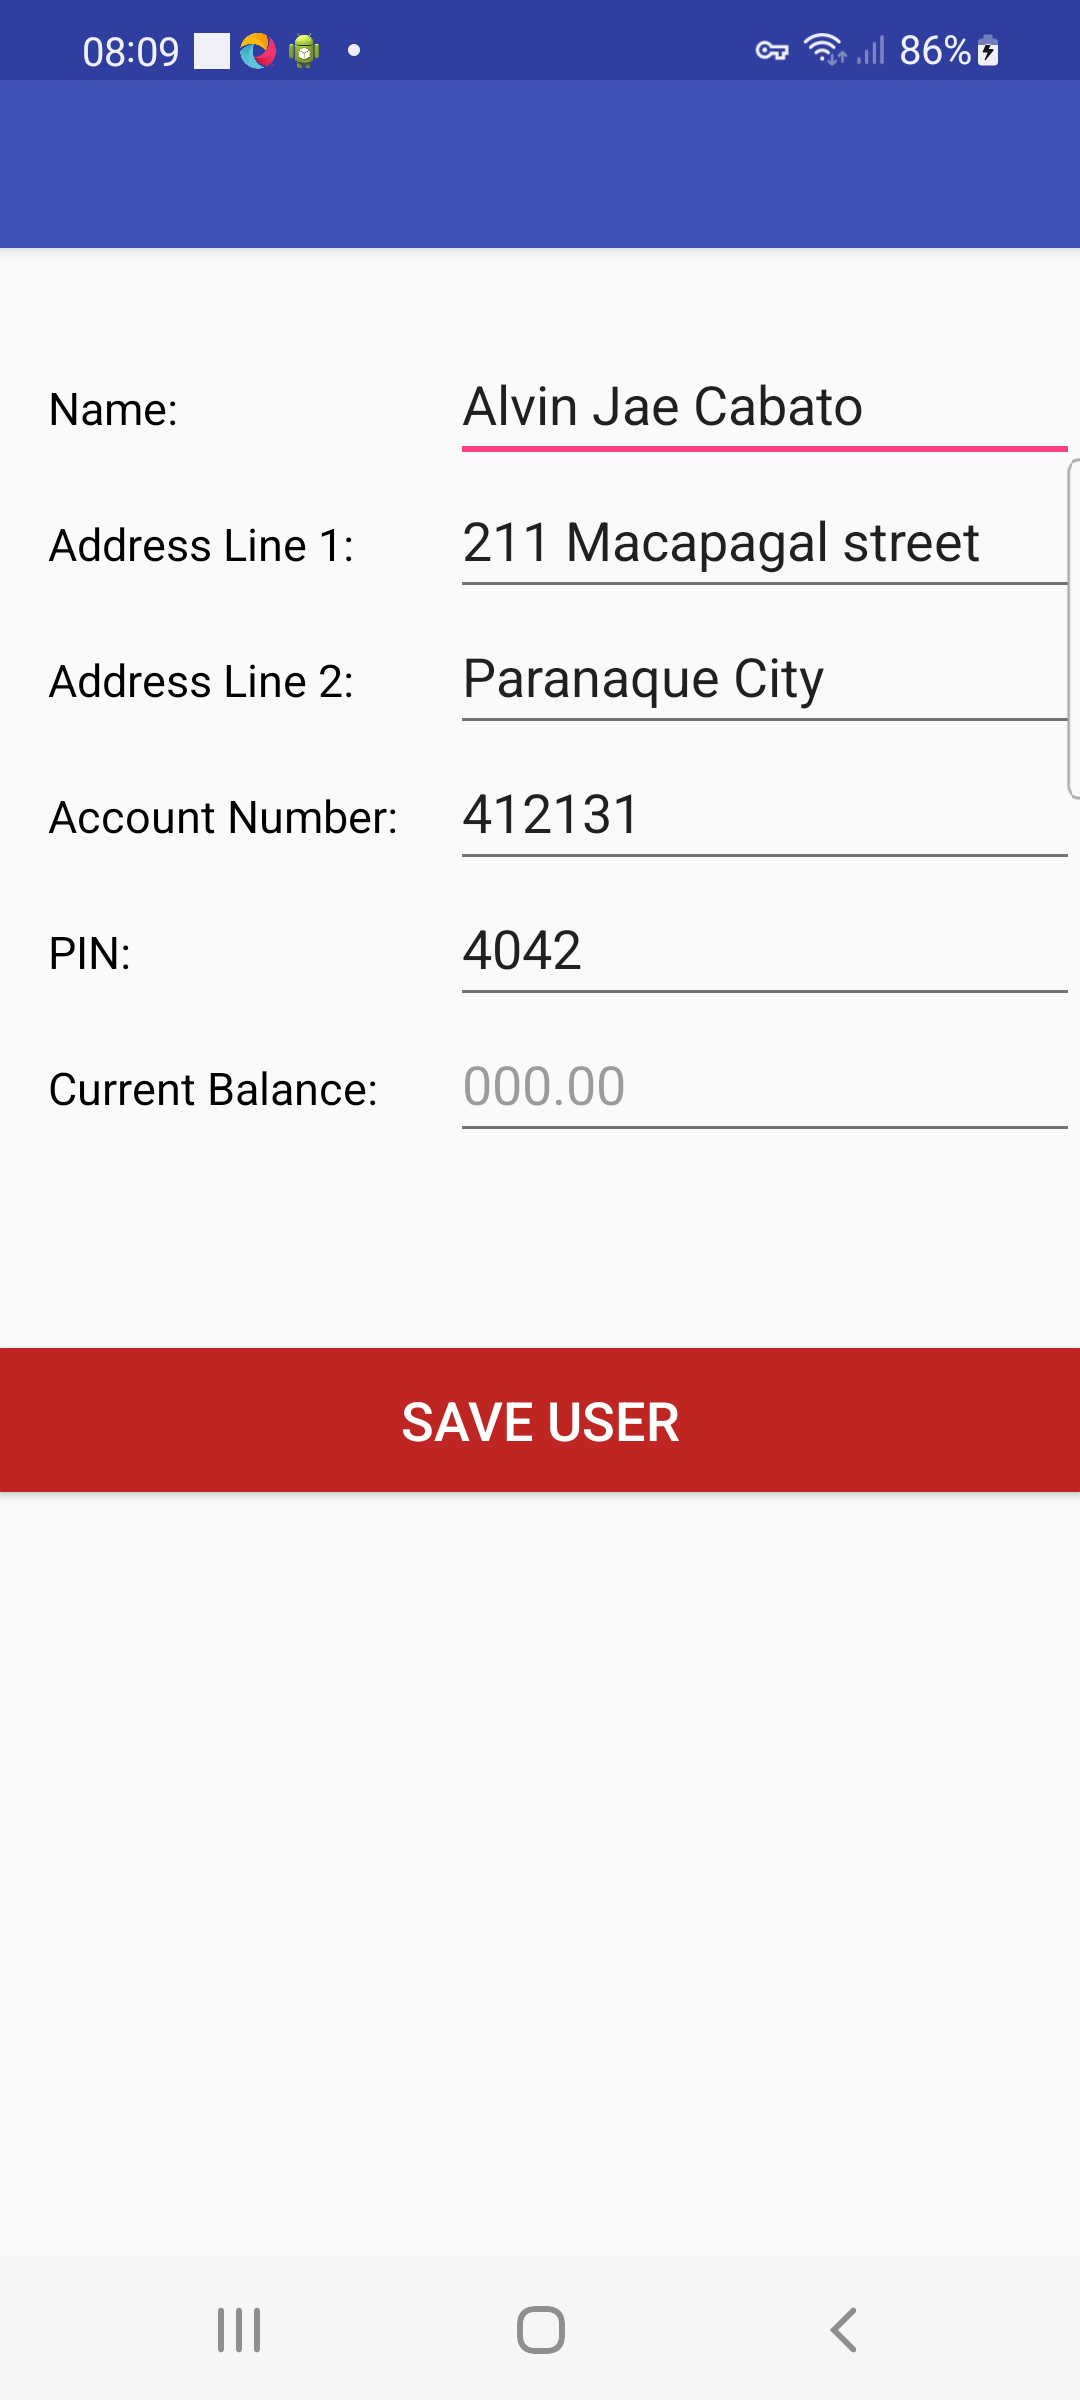 08:09 86%
Name: Alvin Jae Cabato
Address Line 1: 211 Macapagal street
Address Line 2: Paranaque City
Account Number: 412131
PIN: 4042
Current Balance: 000.00
SAVE USER